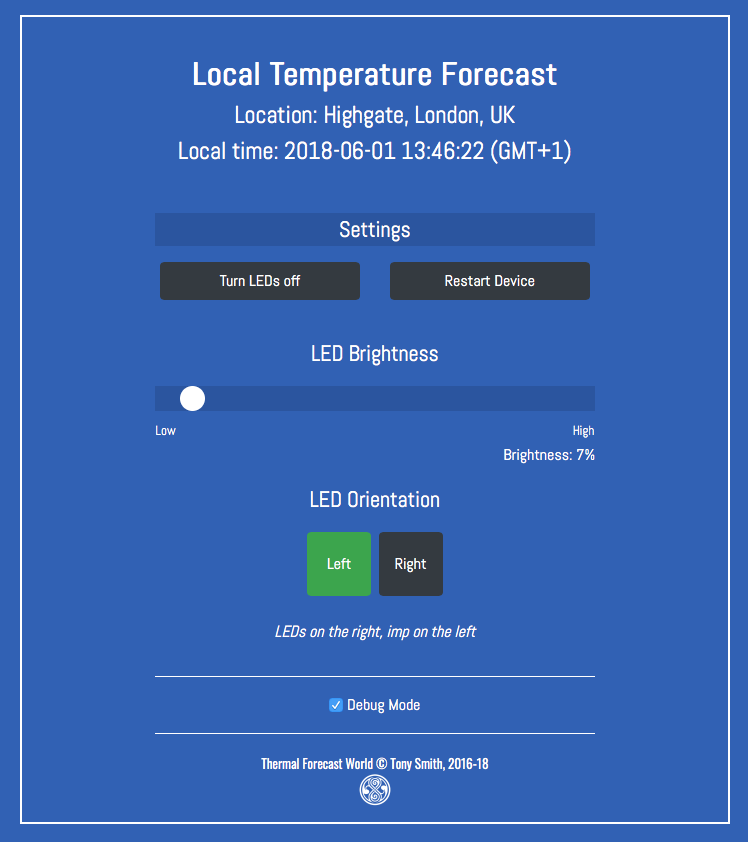 Local Temperature Forecast
Location: Highgate, London, UK
Local time: 2018-06-01 13:46:22 (GMT+1)
Settings
Turn LEDs off
Restart Device
LED Brightness
Low
High
Brightness: 7%
LED Orientation
Left
Right
LEDs on the right, imp on the left
Debug Mode
Thermal Forecast World © Tony Smith, 2016-18